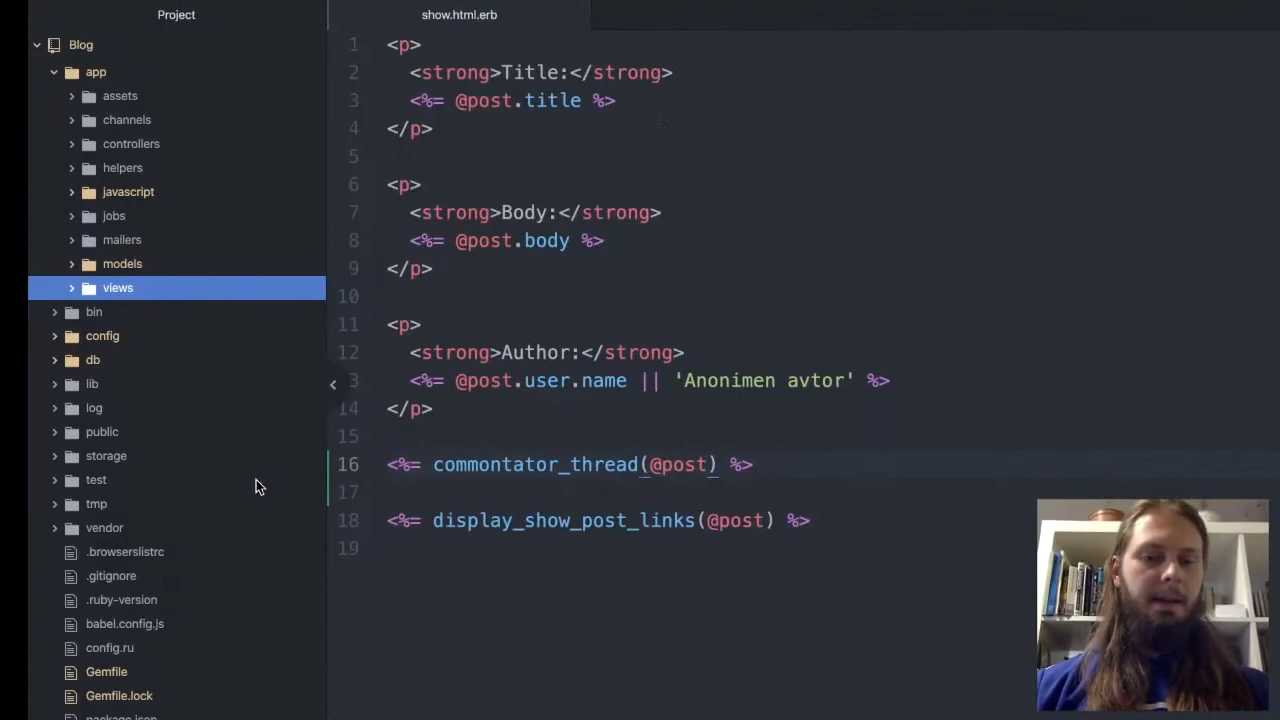 Project
Blog
app
assets
channels
controllers
helpers
javascript
jobs
mailers
models
views
bin
config
db
lib
log
public
storage
test
tmp
vendor
.browserslistrc
.gitignore
.ruby-version
babel.config.js
config.ru
Gemfile
Gemfile.lock
package.json
show.html.erb
1 <p>
2 <strong>Title:</strong>
3 <%= @post.title %>
4 </p>
5
6 <p>
7 <strong>Body:</strong>
8 <%= @post.body %>
9 </p>
10
11 <p>
12 <strong>Author:</strong>
3 <%= @post.user.name || 'Anonimen avtor' %>
14 </p>
15
16 <%= commontator_thread(@post) %>
17
18 <%= display_show_post_links(@post) %>
19